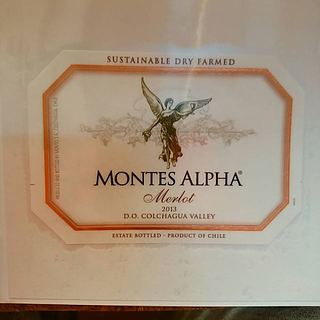 SUSTAINABLE DRY FARMED
MONTES ALPHA®
Merlot
2013
D.O. COLCHAGUA VALLEY
ESTATE BOTTLED - PRODUCT OF CHILE